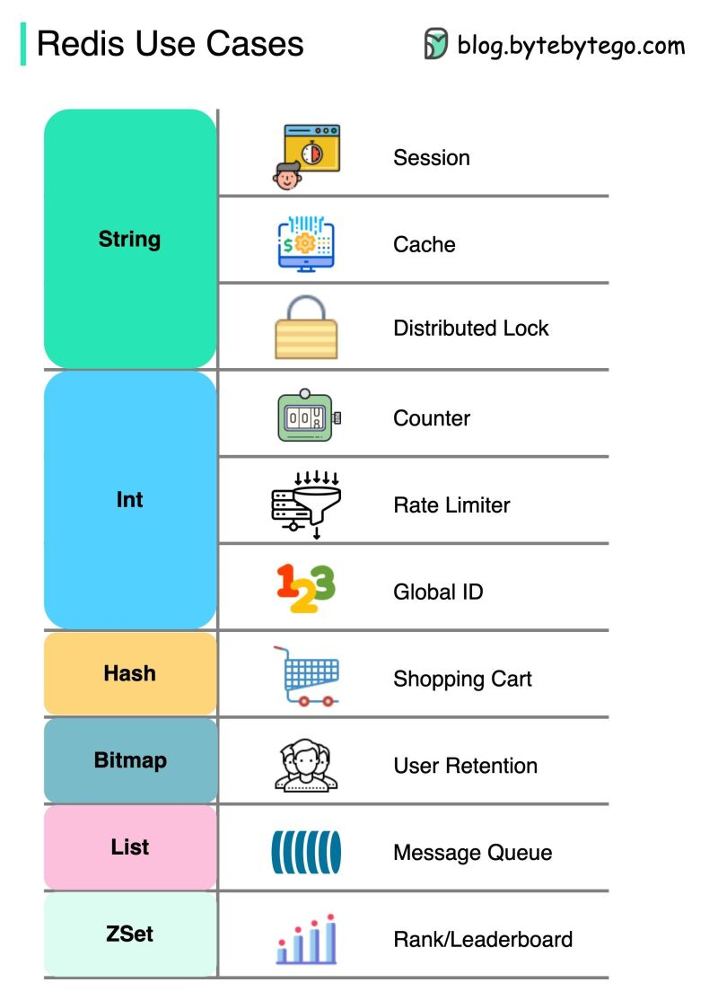 Redis Use Cases
blog.bytebytego.com
String
Session
Cache
Distributed Lock
Int
Counter
Rate Limiter
Global ID
Hash
Shopping Cart
Bitmap
User Retention
List
Message Queue
ZSet
Rank/Leaderboard